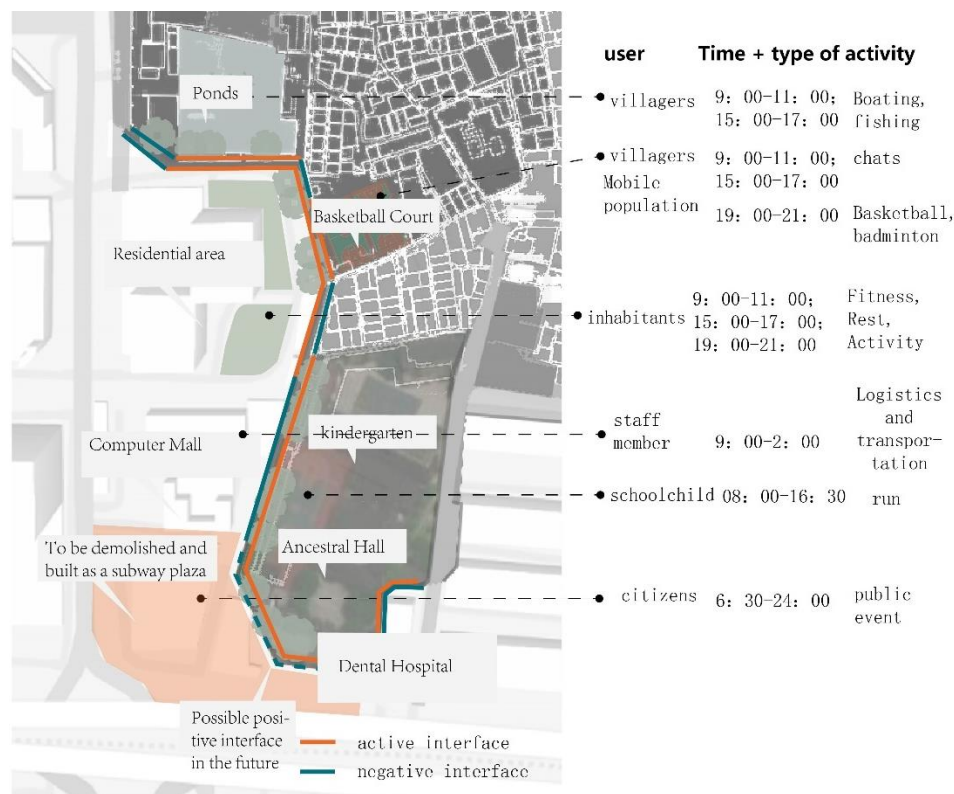 user Time + type of activity
Ponds
villagers 9: 00-11: 00; Boating,
15: 00-17: 00 fishing
villagers 9: 00-11: 00; chats
Mobile 15: 00-17: 00
population
19: 00-21: 00 Basketball,
badminton
Basketball Court
Residential area
9: 00-11: 00; Fitness,
inhabitants 15: 00-17: 00; Rest,
19: 00-21: 00 Activity
Computer Mall
kindergarten
staff
member 9: 00-2: 00
Logistics
and
transpor-
tation
schoolchild 08: 00-16: 30 run
To be demolished and
built as a subway plaza
Ancestral Hall
citizens 6: 30-24: 00 public
event
Dental Hospital
Possible posi-
tive interface
in the future
active interface
negative interface